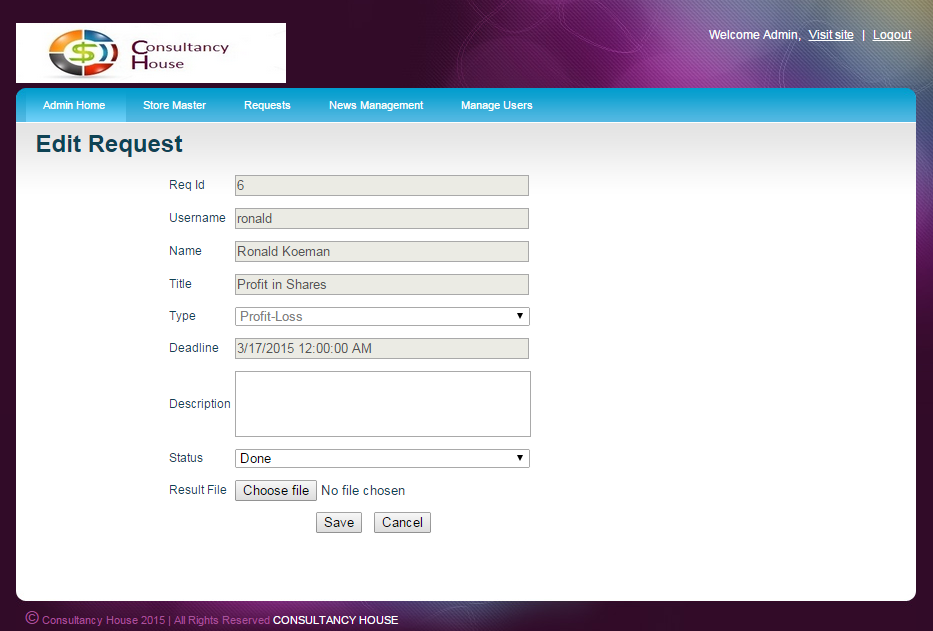 Consultancy House
Welcome Admin, Visit site | Logout
Admin Home Store Master Requests News Management Manage Users
Edit Request
Req Id 6
Username ronald
Name Ronald Koeman
Title Profit in Shares
Type Profit-Loss
Deadline 3/17/2015 12:00:00 AM
Description
Status Done
Result File Choose file No file chosen
Save Cancel
© Consultancy House 2015 | All Rights Reserved CONSULTANCY HOUSE